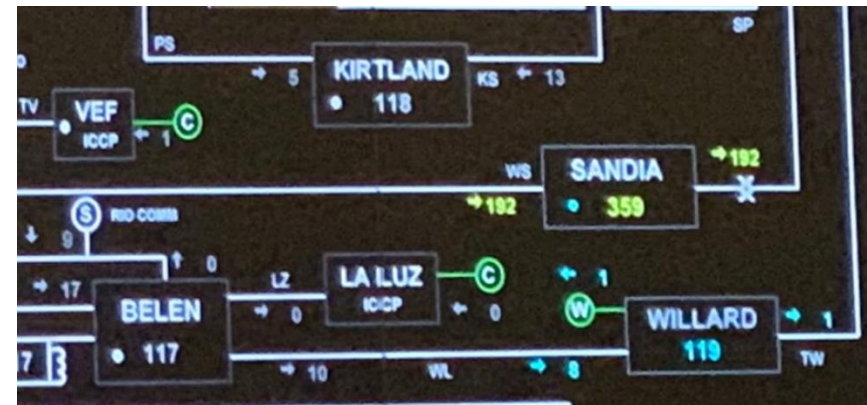 SP
PS
→ 5
KIRTLAND
118
KS
← 13
TV
VEF
ICCP
← 1
C
WS
→192
SANDIA
359
→192
S
RIO COMM
↓ 9
↑ 0
→ 17
BELEN
117
LZ
→ 0
LA LUZ
ICCP
C
← 0
← 1
W
WILLARD
119
→ 1
TW
7
→ 10
WL
→ 8